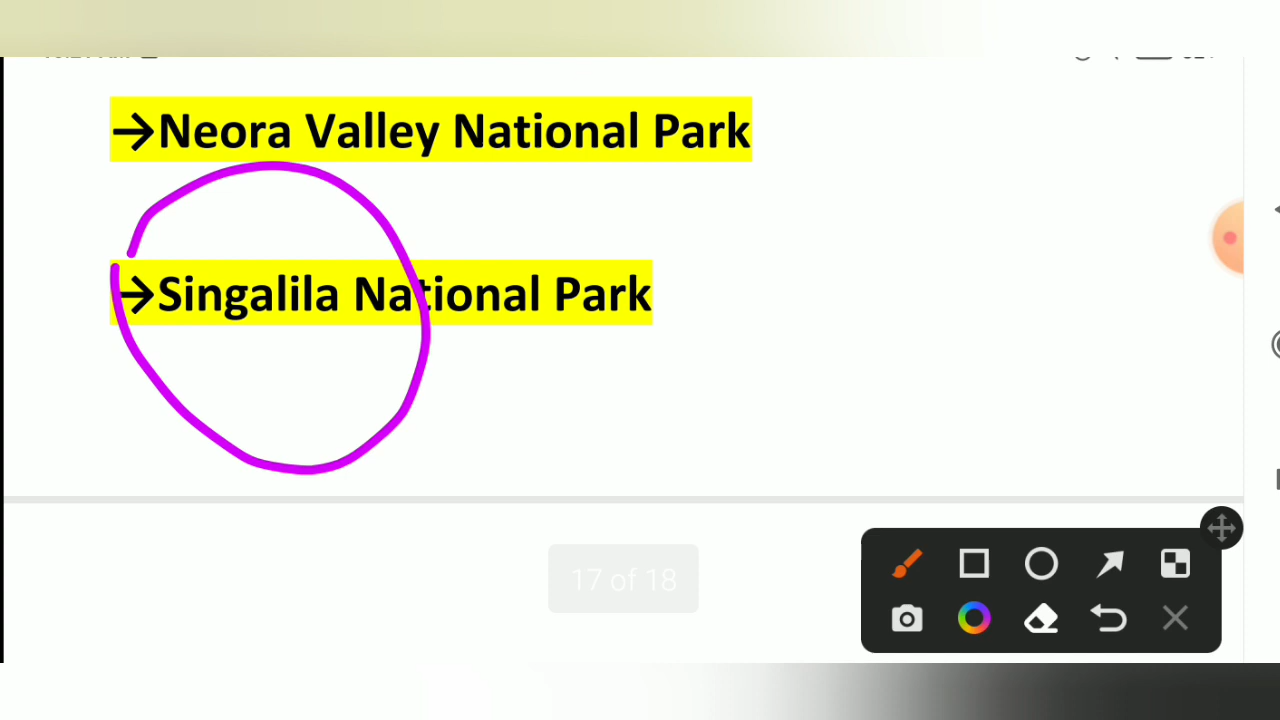 →Neora Valley National Park
→Singalila National Park
17 of 18